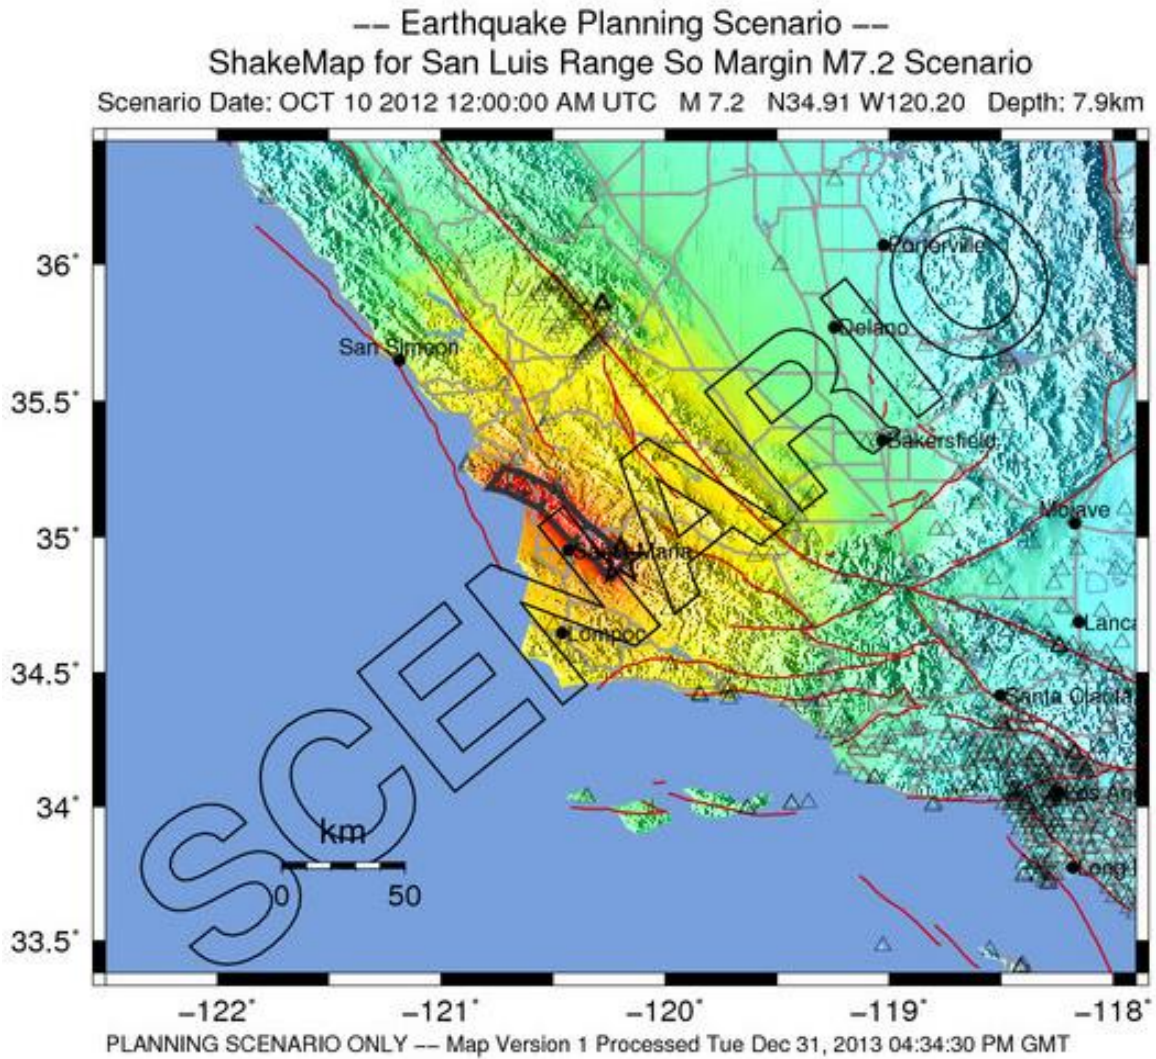 -- Earthquake Planning Scenario --
ShakeMap for San Luis Range So Margin M7.2 Scenario
Scenario Date: OCT 10 2012 12:00:00 AM UTC M 7.2 N34.91 W120.20 Depth: 7.9km
36°
35.5°
35°
34.5°
34°
33.5°
Porterville
Delano
San Simeon
Bakersfield
Mojave
Santa Maria
Lompoc
Lanca
Santa Clarita
Los An
Long
SCENARIO
km
0 50
-122° -121° -120° -119° -118°
PLANNING SCENARIO ONLY -- Map Version 1 Processed Tue Dec 31, 2013 04:34:30 PM GMT